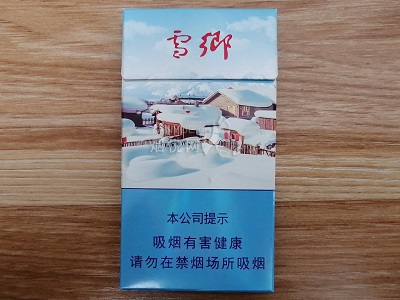 雪鄉
本公司提示
吸烟有害健康
请勿在禁烟场所吸烟